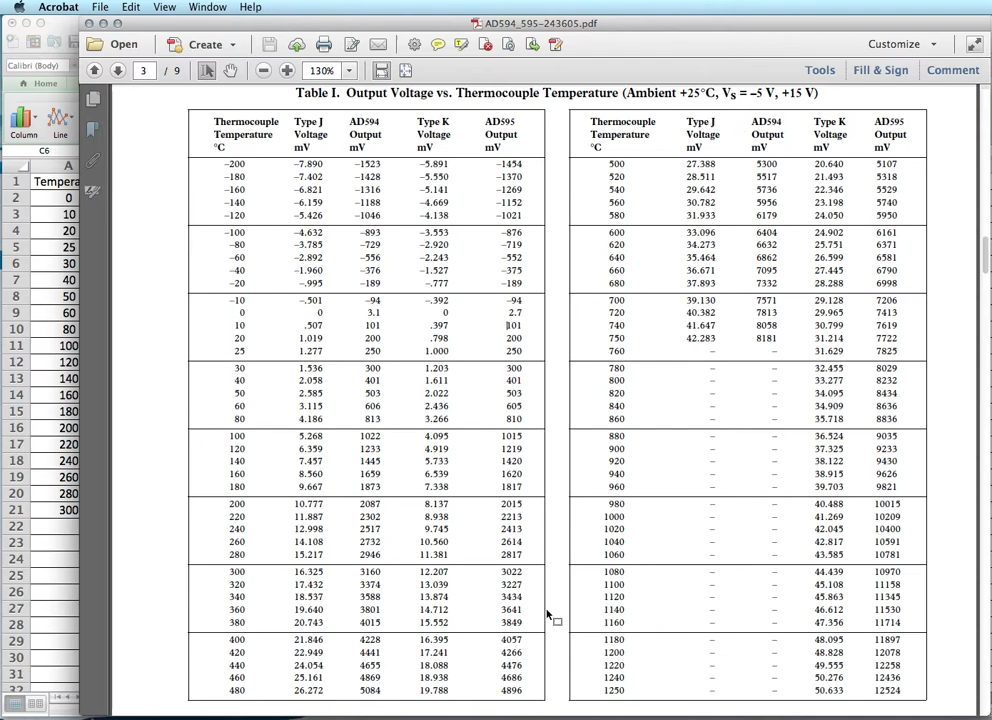 Acrobat File Edit View Window Help
AD594_595-243605.pdf
Open Create Customize
3 / 9 130% Tools Fill & Sign Comment
Calibri (Body)
Home
Column Line
C6
A
1 Tempera
2 0
3 10
4 20
5 25
6 30
7 40
8 50
9 60
10 80
11 100
12 120
13 140
14 160
15 180
16 200
17 220
18 240
19 260
20 280
21 300
22
23
24
25
26
27
28
29
30
31
32
Table I. Output Voltage vs. Thermocouple Temperature (Ambient +25°C, VS = –5 V, +15 V)
Thermocouple Type J AD594 Type K AD595
Temperature Voltage Output Voltage Output
°C mV mV mV mV
–200 –7.890 –1523 –5.891 –1454
–180 –7.402 –1428 –5.550 –1370
–160 –6.821 –1316 –5.141 –1269
–140 –6.159 –1188 –4.669 –1152
–120 –5.426 –1046 –4.138 –1021
–100 –4.632 –893 –3.553 –876
–80 –3.785 –729 –2.920 –719
–60 –2.892 –556 –2.243 –552
–40 –1.960 –376 –1.527 –375
–20 –.995 –189 –.777 –189
–10 –.501 –94 –.392 –94
0 0 3.1 0 2.7
10 .507 101 .397 101
20 1.019 200 .798 200
25 1.277 250 1.000 250
30 1.536 300 1.203 300
40 2.058 401 1.611 401
50 2.585 503 2.022 503
60 3.115 606 2.436 605
80 4.186 813 3.266 810
100 5.268 1022 4.095 1015
120 6.359 1233 4.919 1219
140 7.457 1445 5.733 1420
160 8.560 1659 6.539 1620
180 9.667 1873 7.338 1817
200 10.777 2087 8.137 2015
220 11.887 2302 8.938 2213
240 12.998 2517 9.745 2413
260 14.108 2732 10.560 2614
280 15.217 2946 11.381 2817
300 16.325 3160 12.207 3022
320 17.432 3374 13.039 3227
340 18.537 3588 13.874 3434
360 19.640 3801 14.712 3641
380 20.743 4015 15.552 3849
400 21.846 4228 16.395 4057
420 22.949 4441 17.241 4266
440 24.054 4655 18.088 4476
460 25.161 4869 18.938 4686
480 26.272 5084 19.788 4896
Thermocouple Type J AD594 Type K AD595
Temperature Voltage Output Voltage Output
°C mV mV mV mV
500 27.388 5300 20.640 5107
520 28.511 5517 21.493 5318
540 29.642 5736 22.346 5529
560 30.782 5956 23.198 5740
580 31.933 6179 24.050 5950
600 33.096 6404 24.902 6161
620 34.273 6632 25.751 6371
640 35.464 6862 26.599 6581
660 36.671 7095 27.445 6790
680 37.893 7332 28.288 6998
700 39.130 7571 29.128 7206
720 40.382 7813 29.965 7413
740 41.647 8058 30.799 7619
750 42.283 8181 31.214 7722
760 – – 31.629 7825
780 – – 32.455 8029
800 – – 33.277 8232
820 – – 34.095 8434
840 – – 34.909 8636
860 – – 35.718 8836
880 – – 36.524 9035
900 – – 37.325 9233
920 – – 38.122 9430
940 – – 38.915 9626
960 – – 39.703 9821
980 – – 40.488 10015
1000 – – 41.269 10209
1020 – – 42.045 10400
1040 – – 42.817 10591
1060 – – 43.585 10781
1080 – – 44.439 10970
1100 – – 45.108 11158
1120 – – 45.863 11345
1140 – – 46.612 11530
1160 – – 47.356 11714
1180 – – 48.095 11897
1200 – – 48.828 12078
1220 – – 49.555 12258
1240 – – 50.276 12436
1250 – – 50.633 12524